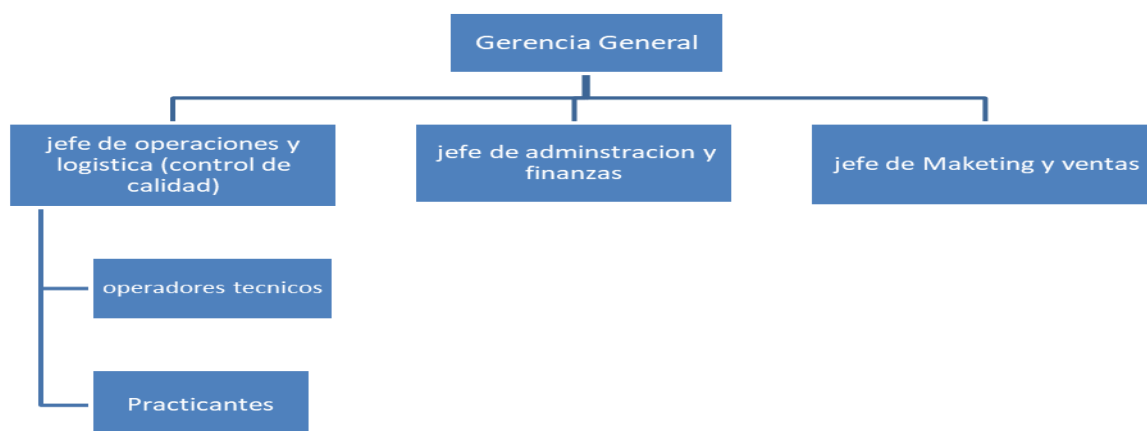 Gerencia General
jefe de operaciones y
logistica (control de
calidad)
jefe de adminstracion y
finanzas
jefe de Maketing y ventas
operadores tecnicos
Practicantes